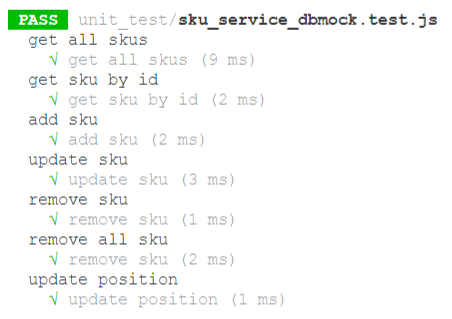 PASS unit_test/sku_service_dbmock.test.js
get all skus
√ get all skus (9 ms)
get sku by id
√ get sku by id (2 ms)
add sku
√ add sku (2 ms)
update sku
√ update sku (3 ms)
remove sku
√ remove sku (1 ms)
remove all sku
√ remove sku (2 ms)
update position
√ update position (1 ms)